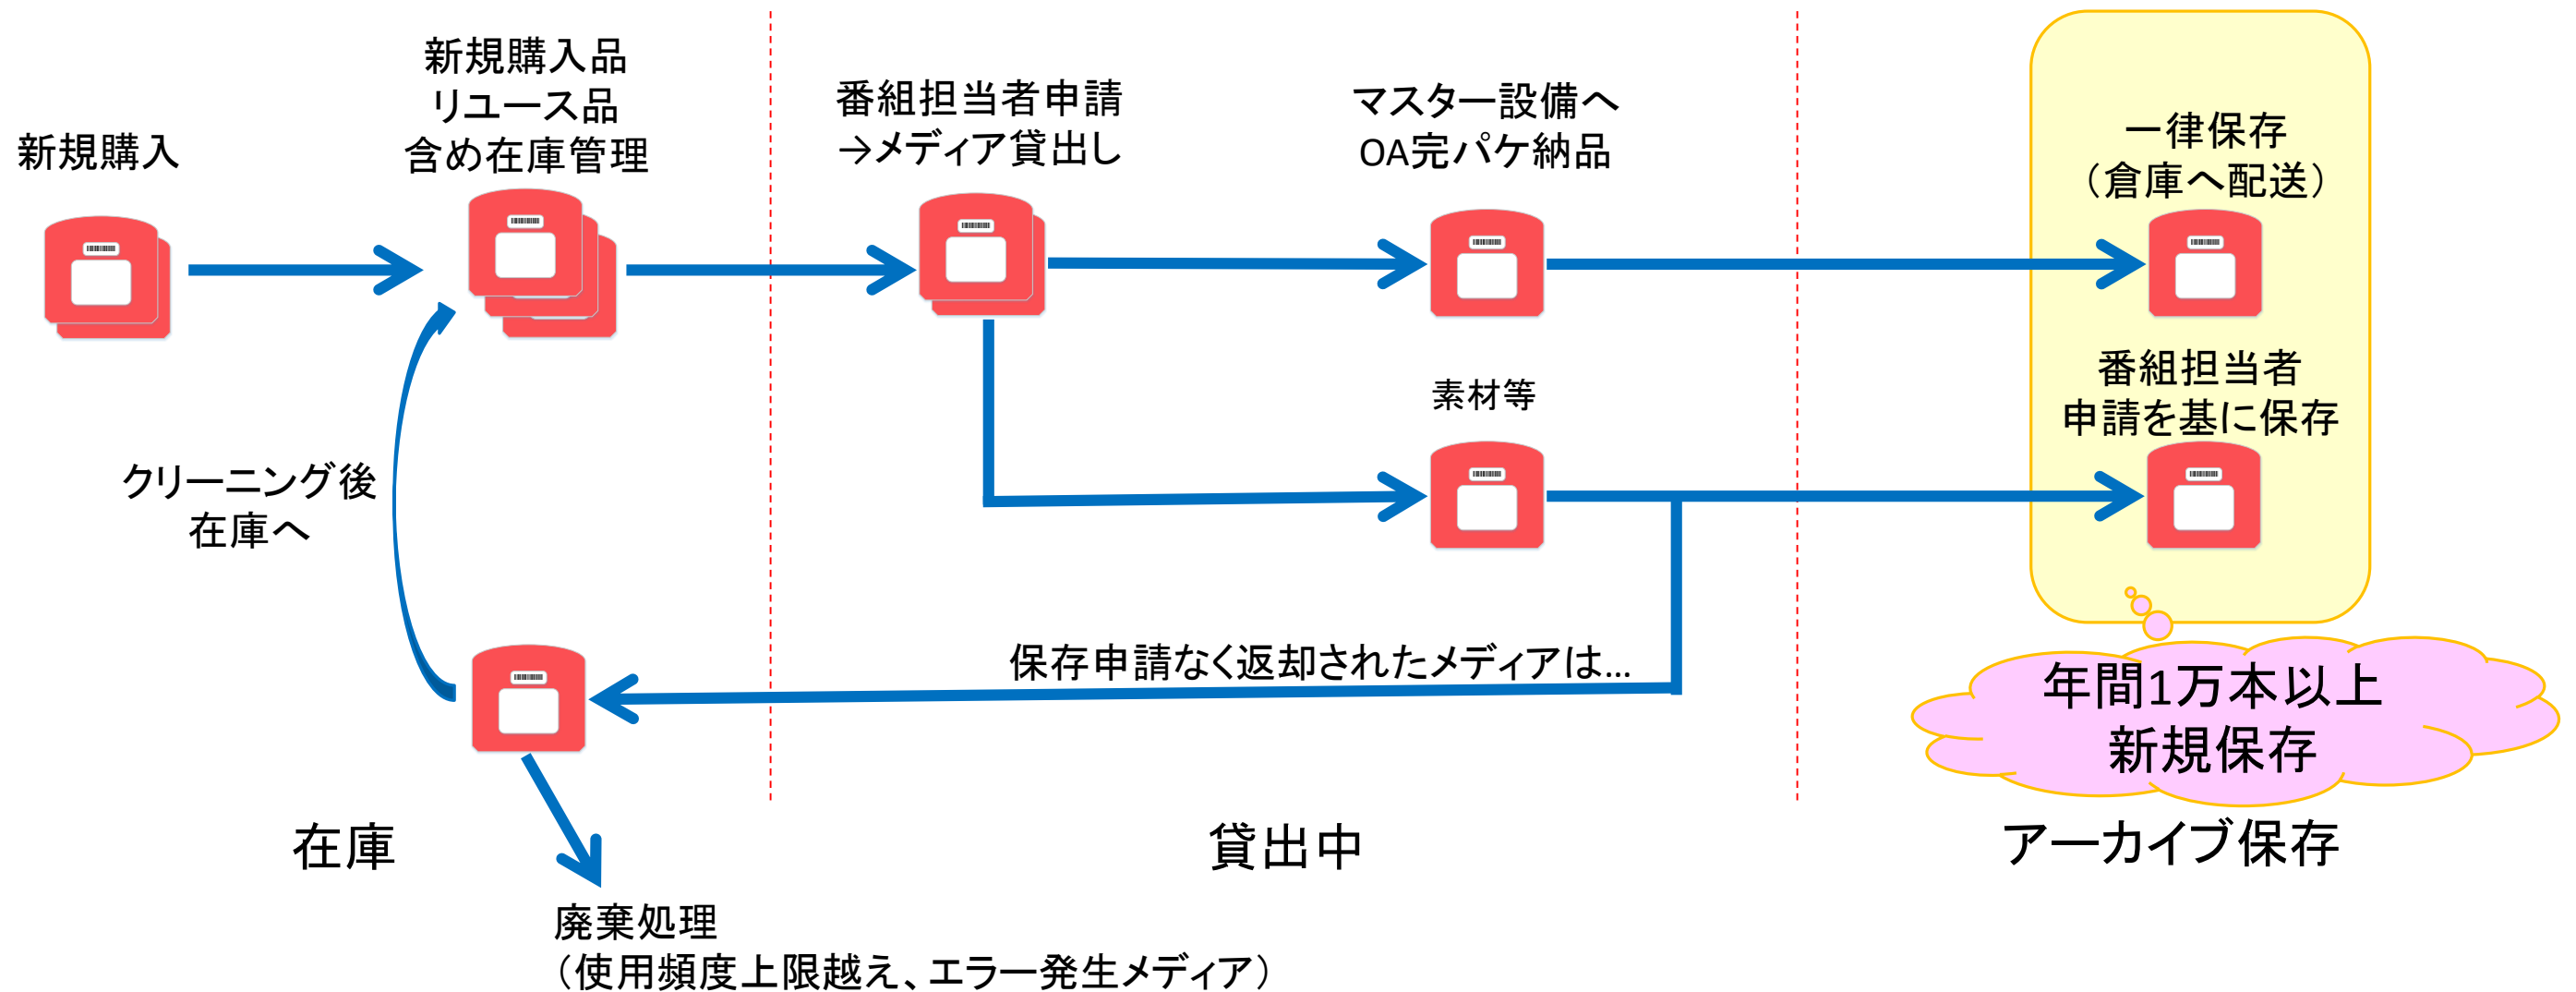 新規購入
新規購入品
リユース品
含め在庫管理
番組担当者申請
→メディア貸出し
マスター設備へ
OA完パケ納品
一律保存
（倉庫へ配送）
素材等
番組担当者
申請を基に保存
クリーニング後
在庫へ
保存申請なく返却されたメディアは…
年間1万本以上
新規保存
在庫
貸出中
アーカイブ保存
廃棄処理
（使用頻度上限越え、エラー発生メディア）